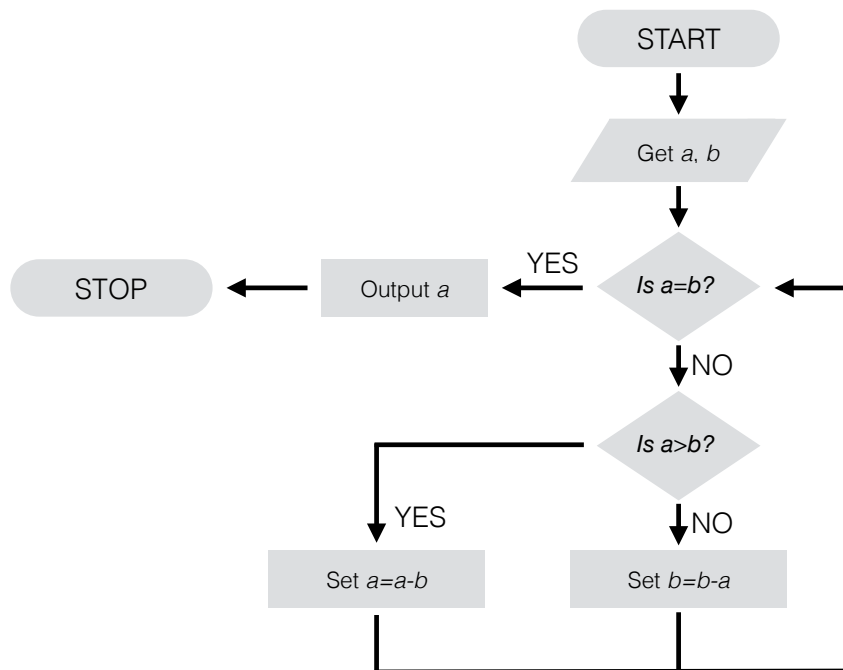 START
Get a, b
Is a=b?
YES
Output a
STOP
NO
Is a>b?
YES
NO
Set a=a-b
Set b=b-a